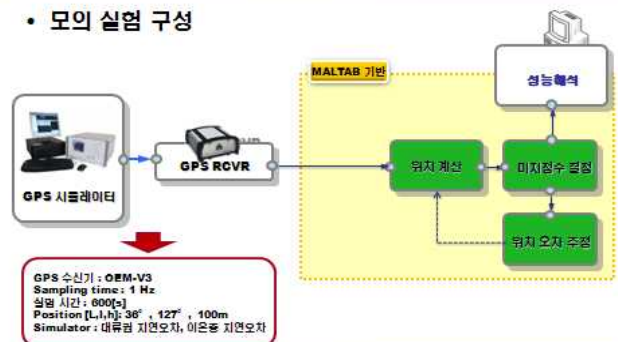 • 모의 실험 구성
MALTAB 기반
성능해석
GPS 시뮬레이터
GPS RCVR
위치 계산
미지정수 결정
위치 오차 추정
GPS 수신기 : OEM-V3
Sampling time : 1 Hz
실험 시간 : 600[s]
Position [L,l,h]: 36° , 127° , 100m
Simulator : 대류권 지연오차, 이온층 지연오차